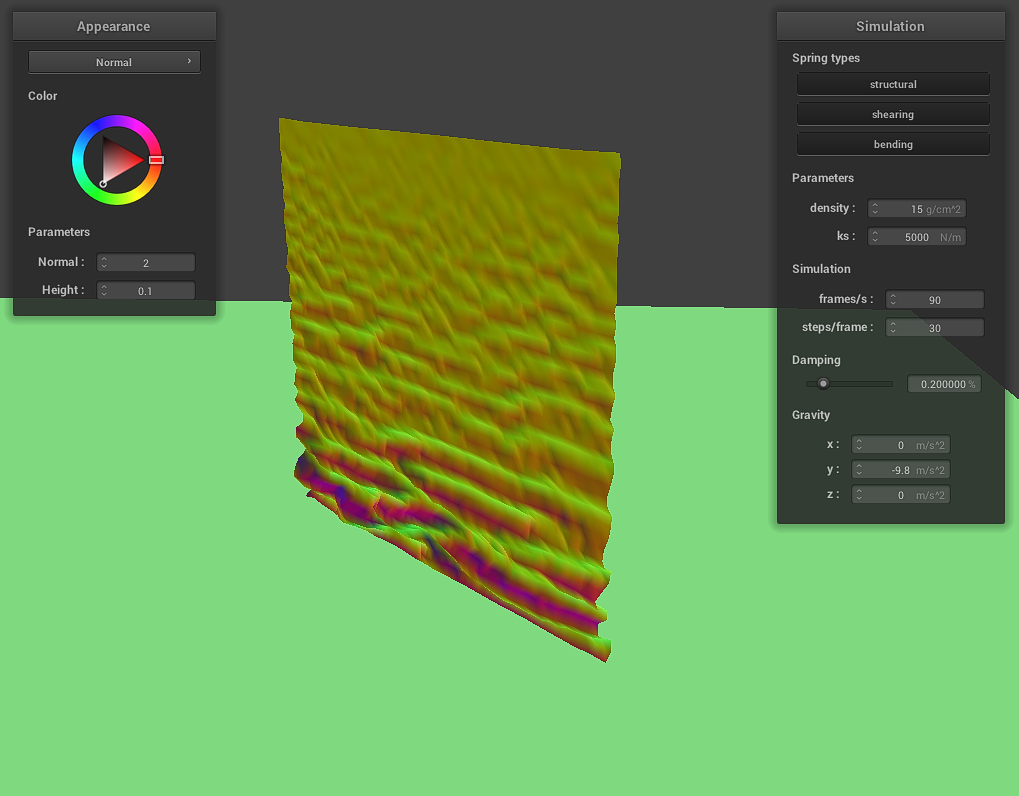 Appearance
Normal ›
Color
Parameters
Normal : 2
Height : 0.1
Simulation
Spring types
structural
shearing
bending
Parameters
density : 15 g/cm^2
ks : 5000 N/m
Simulation
frames/s : 90
steps/frame : 30
Damping
0.200000 %
Gravity
x : 0 m/s^2
y : -9.8 m/s^2
z : 0 m/s^2